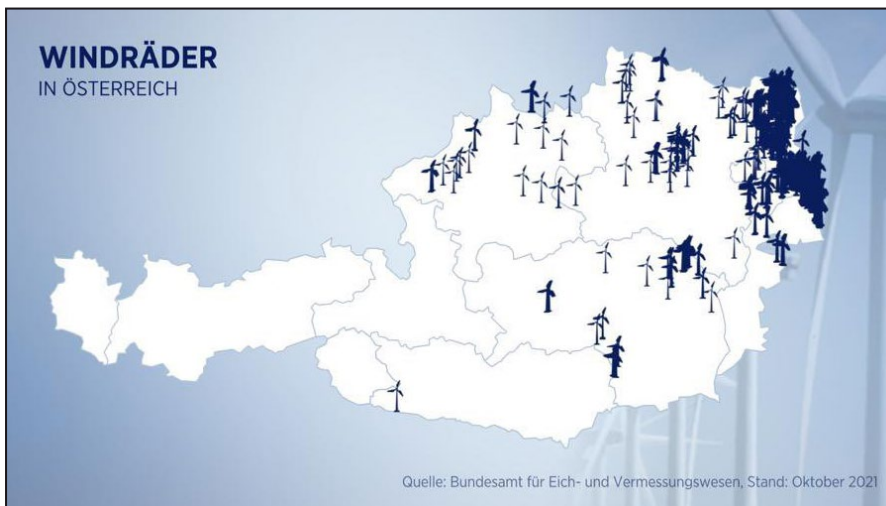 WINDRÄDER
IN ÖSTERREICH
Quelle: Bundesamt für Eich- und Vermessungswesen, Stand: Oktober 2021